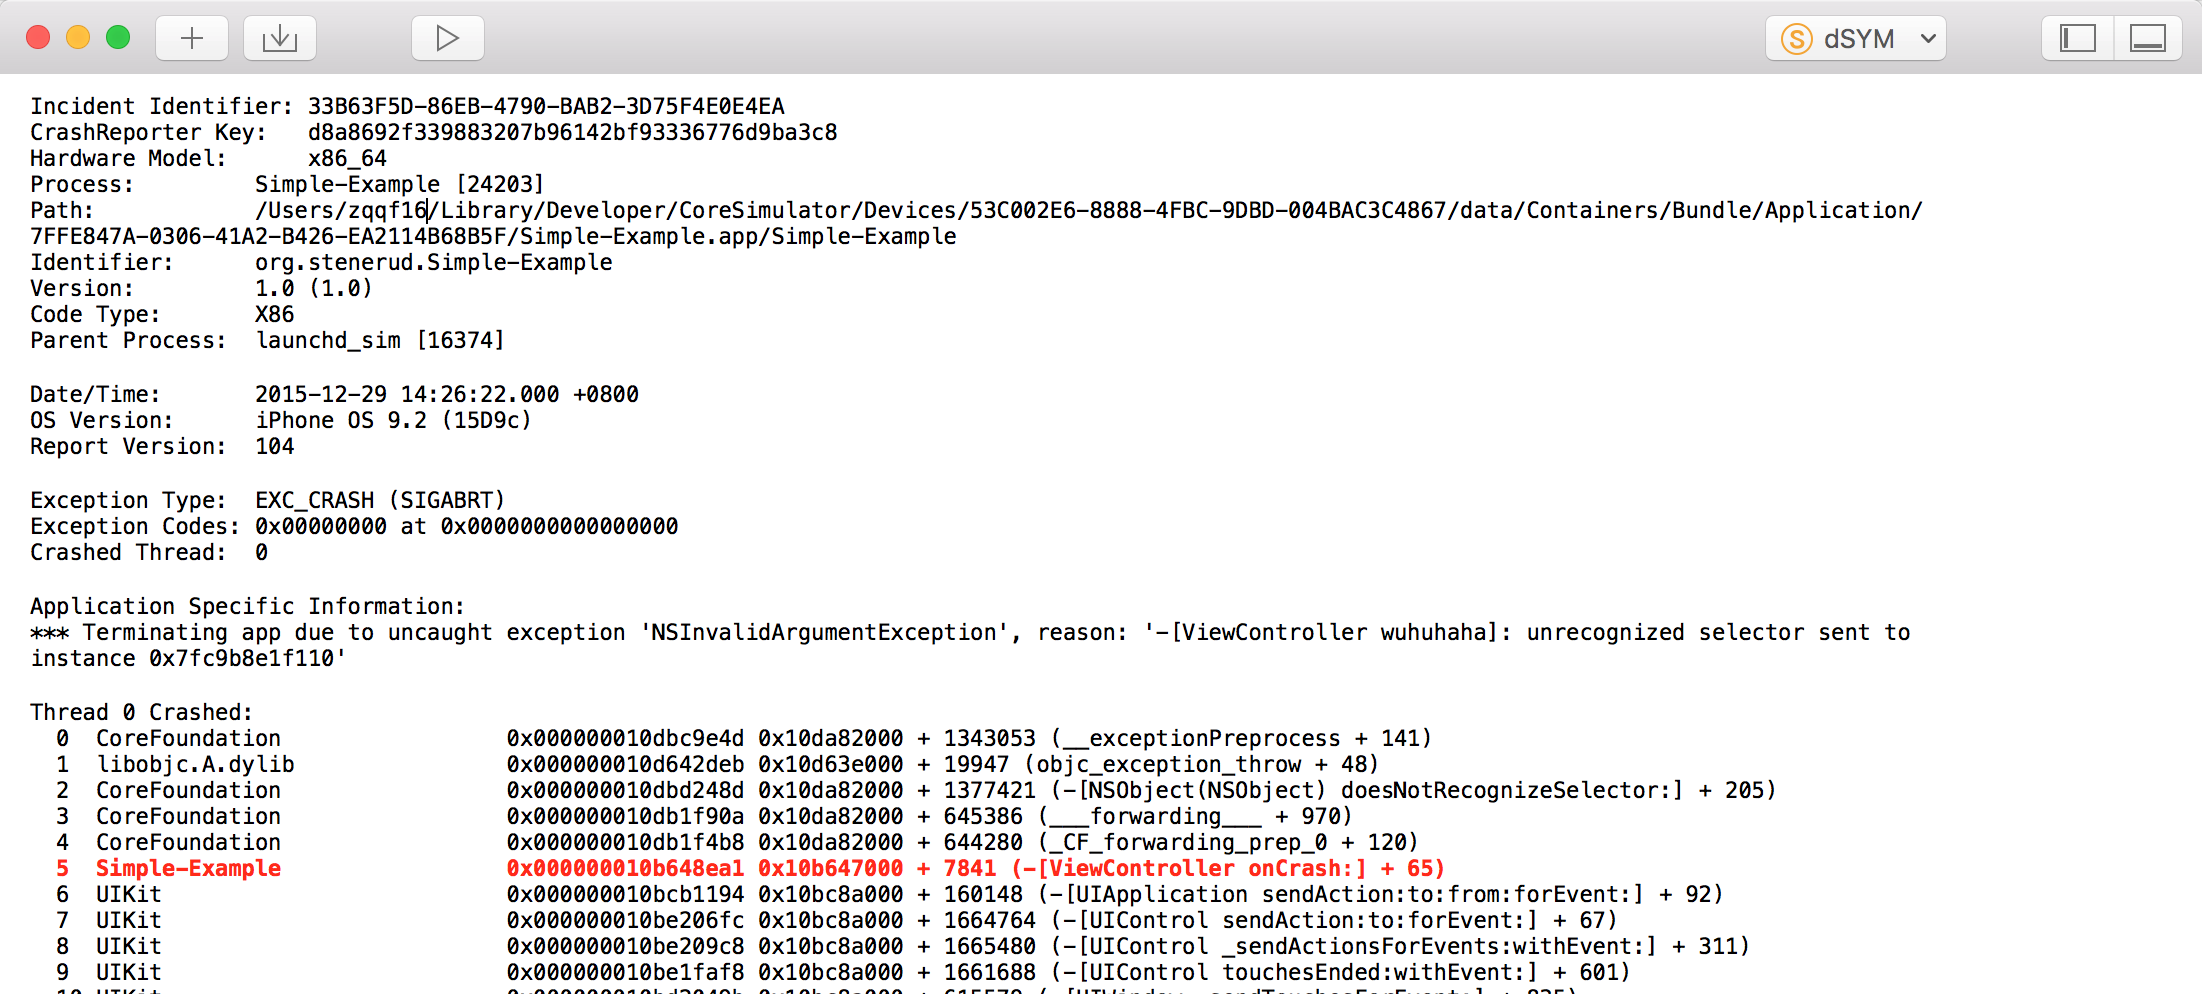 S dSYM
Incident Identifier: 33B63F5D-86EB-4790-BAB2-3D75F4E0E4EA
CrashReporter Key:   d8a8692f339883207b96142bf93336776d9ba3c8
Hardware Model:      x86_64
Process:         Simple-Example [24203]
Path:            /Users/zqqf16/Library/Developer/CoreSimulator/Devices/53C002E6-8888-4FBC-9DBD-004BAC3C4867/data/Containers/Bundle/Application/
7FFE847A-0306-41A2-B426-EA2114B68B5F/Simple-Example.app/Simple-Example
Identifier:      org.stenerud.Simple-Example
Version:         1.0 (1.0)
Code Type:       X86
Parent Process:  launchd_sim [16374]
Date/Time:       2015-12-29 14:26:22.000 +0800
OS Version:      iPhone OS 9.2 (15D9c)
Report Version:  104
Exception Type:  EXC_CRASH (SIGABRT)
Exception Codes: 0x00000000 at 0x0000000000000000
Crashed Thread:  0
Application Specific Information:
*** Terminating app due to uncaught exception 'NSInvalidArgumentException', reason: '-[ViewController wuhuhaha]: unrecognized selector sent to
instance 0x7fc9b8e1f110'
Thread 0 Crashed:
0  CoreFoundation                 0x000000010dbc9e4d 0x10da82000 + 1343053 (__exceptionPreprocess + 141)
1  libobjc.A.dylib                0x000000010d642deb 0x10d63e000 + 19947 (objc_exception_throw + 48)
2  CoreFoundation                 0x000000010dbd248d 0x10da82000 + 1377421 (-[NSObject(NSObject) doesNotRecognizeSelector:] + 205)
3  CoreFoundation                 0x000000010db1f90a 0x10da82000 + 645386 (___forwarding___ + 970)
4  CoreFoundation                 0x000000010db1f4b8 0x10da82000 + 644280 (_CF_forwarding_prep_0 + 120)
5  Simple-Example                 0x000000010b648ea1 0x10b647000 + 7841 (-[ViewController onCrash:] + 65)
6  UIKit                          0x000000010bcb1194 0x10bc8a000 + 160148 (-[UIApplication sendAction:to:from:forEvent:] + 92)
7  UIKit                          0x000000010be206fc 0x10bc8a000 + 1664764 (-[UIControl sendAction:to:forEvent:] + 67)
8  UIKit                          0x000000010be209c8 0x10bc8a000 + 1665480 (-[UIControl _sendActionsForEvents:withEvent:] + 311)
9  UIKit                          0x000000010be1faf8 0x10bc8a000 + 1661688 (-[UIControl touchesEnded:withEvent:] + 601)